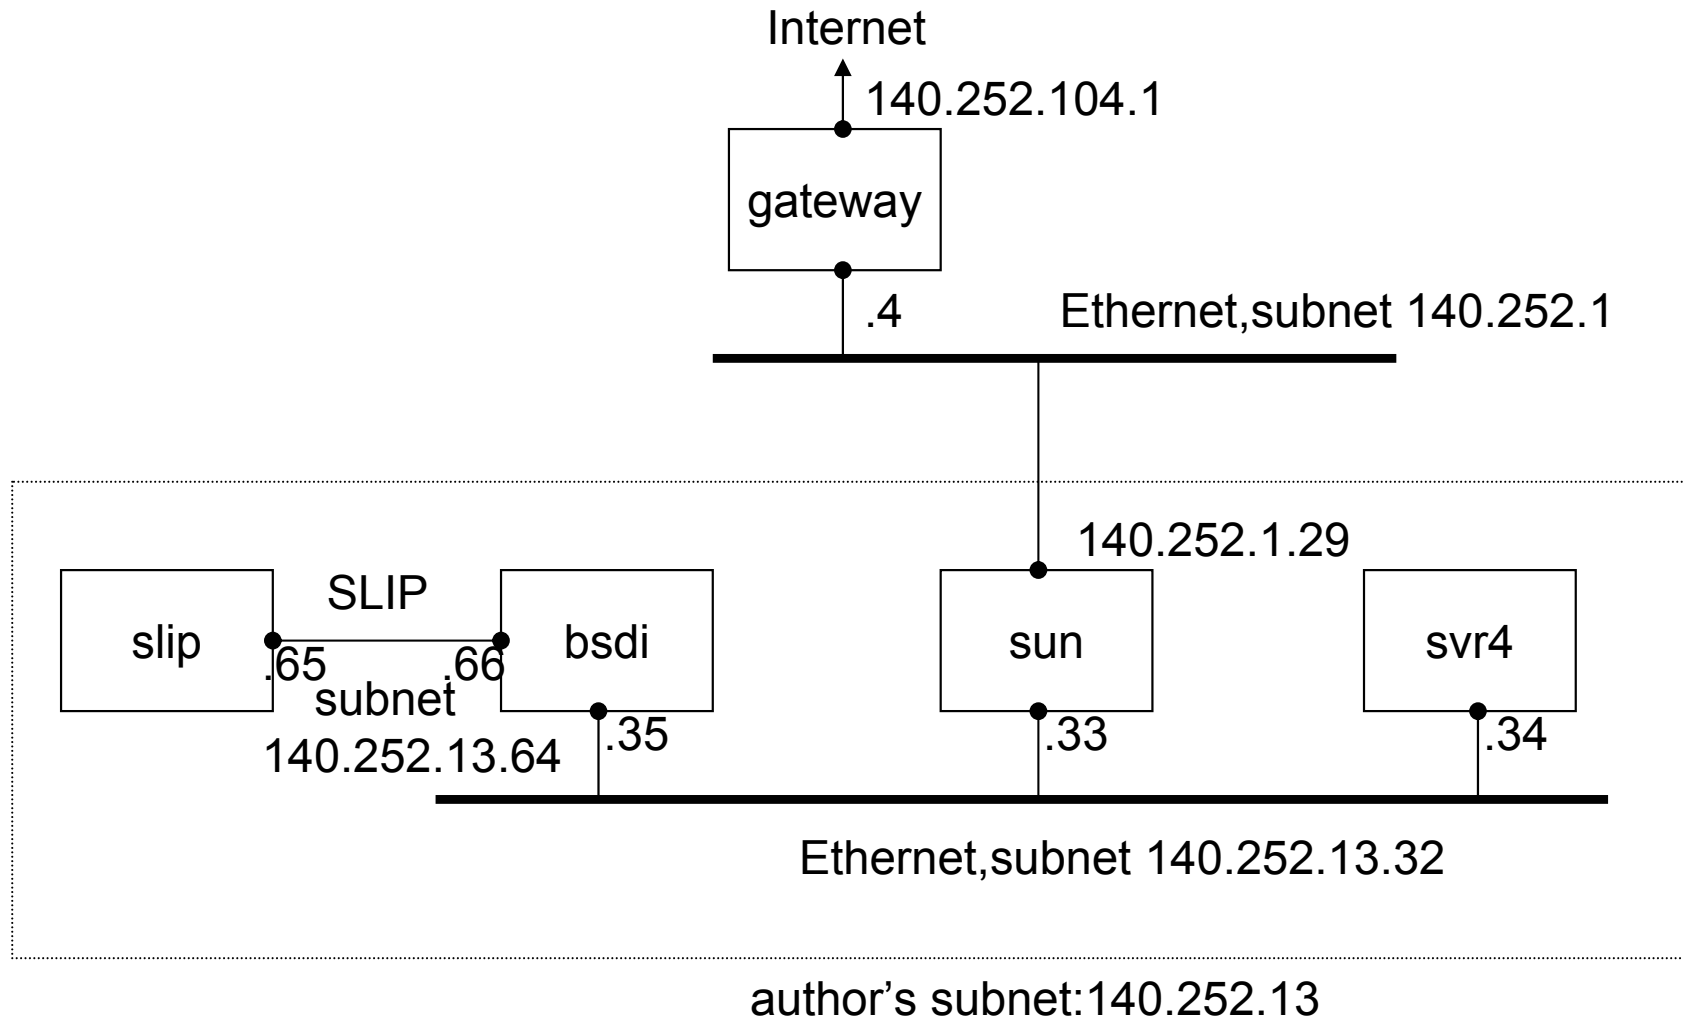 Internet
140.252.104.1
gateway
.4
Ethernet,subnet 140.252.1
140.252.1.29
slip
SLIP
bsdi
sun
svr4
.65
.66
subnet
140.252.13.64
.35
.33
.34
Ethernet,subnet 140.252.13.32
author’s subnet:140.252.13